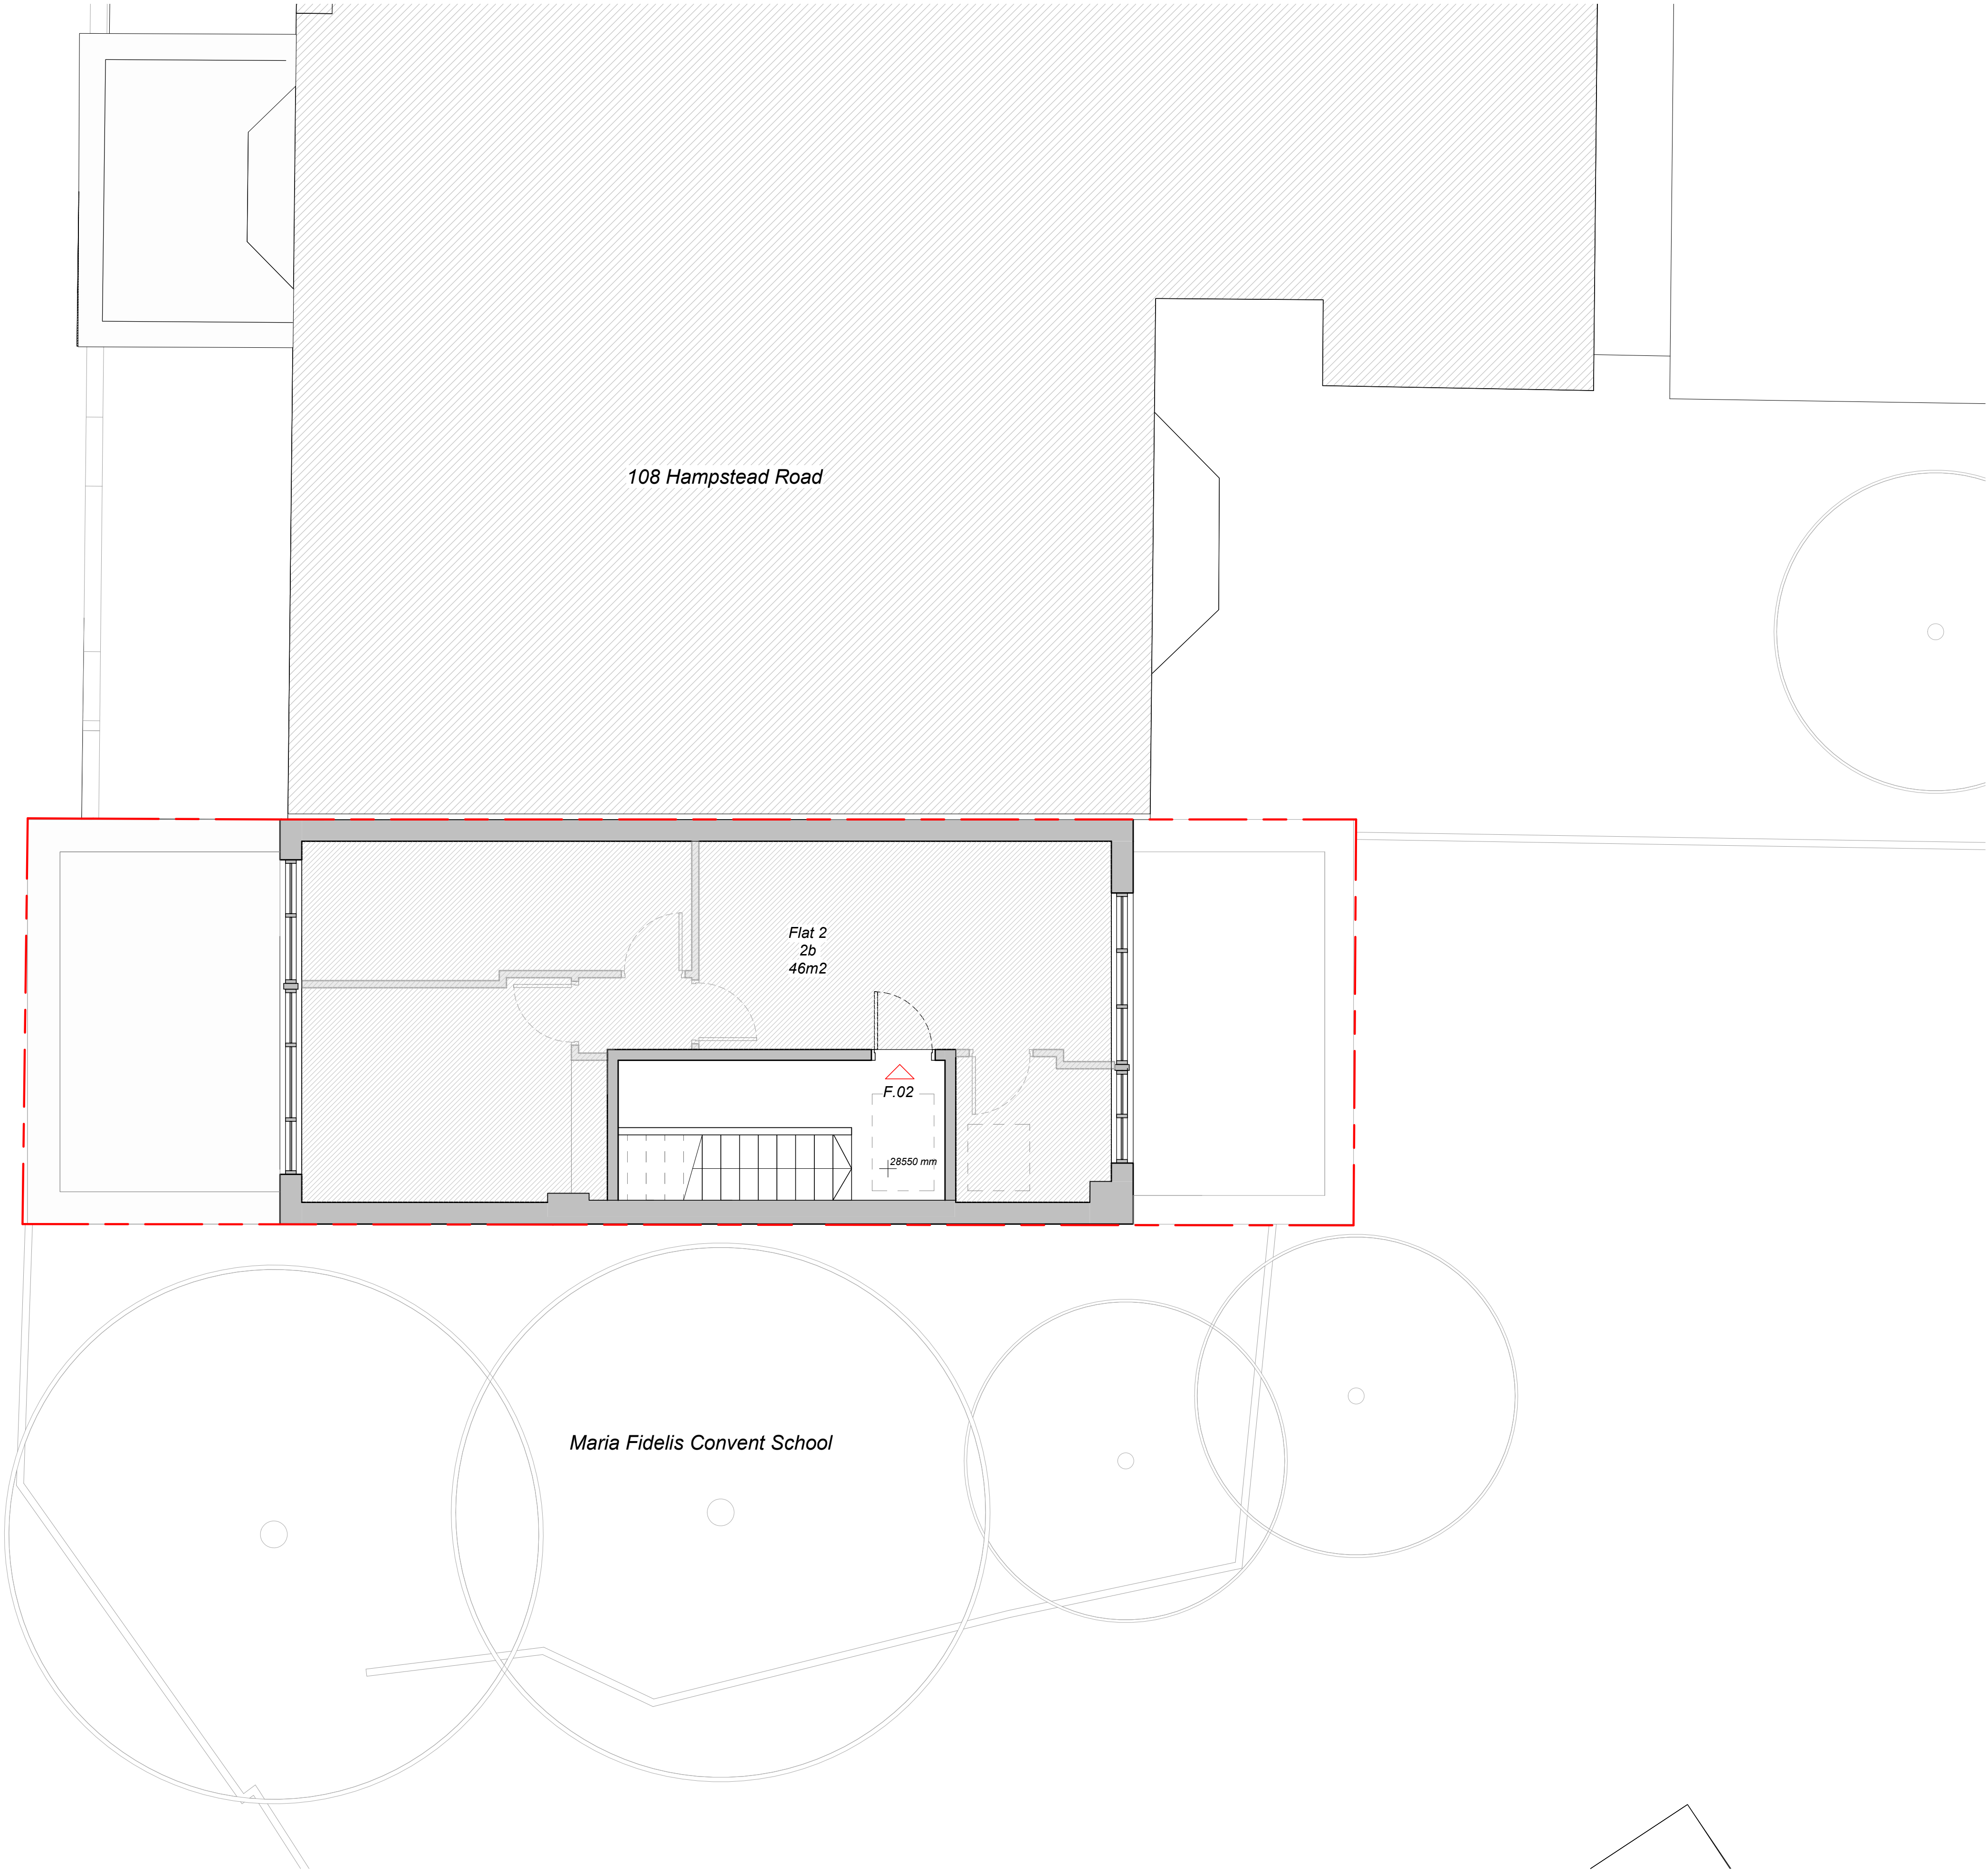 108 Hampstead Road
Flat 2
2b
46m2
F.02
28550 mm
Maria Fidelis Convent School